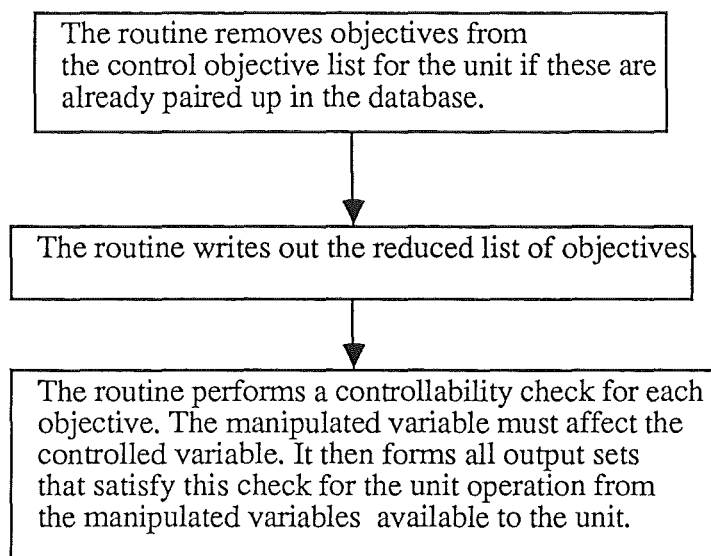 The routine removes objectives from
the control objective list for the unit if these are
already paired up in the database.
The routine writes out the reduced list of objectives.
The routine performs a controllability check for each
objective. The manipulated variable must affect the
controlled variable. It then forms all output sets
that satisfy this check for the unit operation from
the manipulated variables available to the unit.